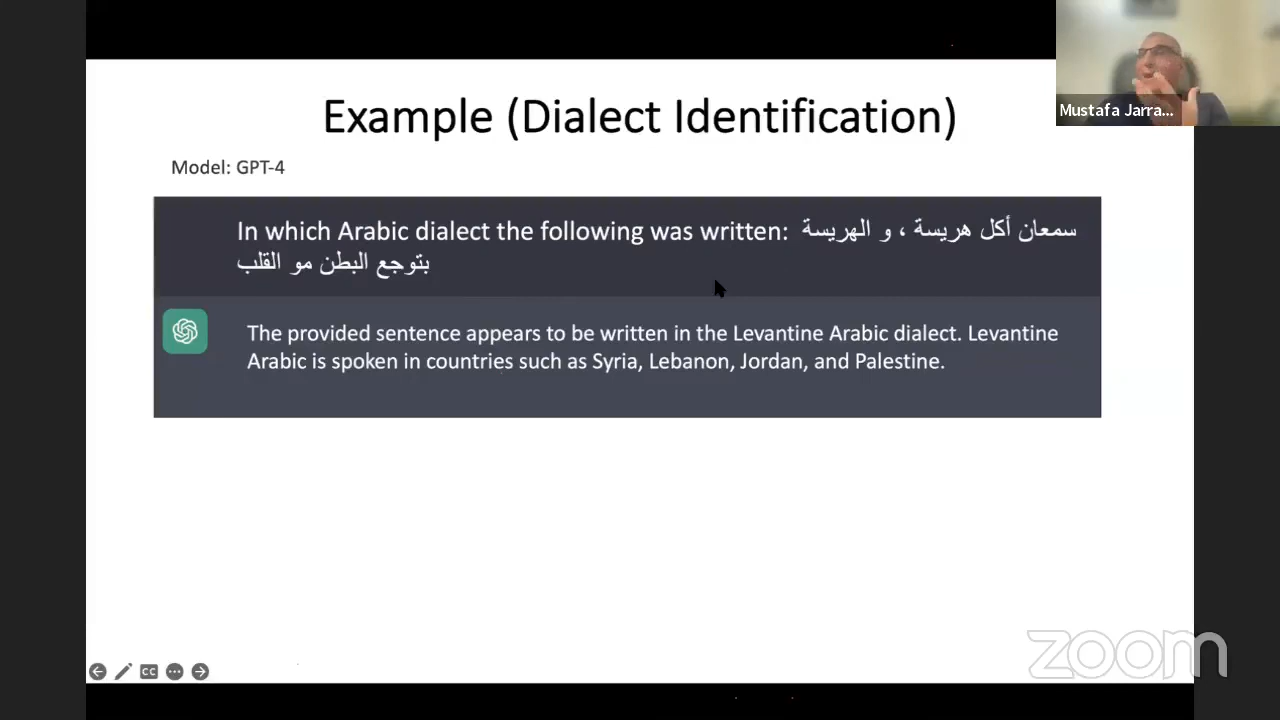 Example (Dialect Identification)
Mustafa Jarra...
Model: GPT-4
In which Arabic dialect the following was written: سمعان أكل هريسة ، و الهريسة
بتوجع البطن مو القلب
The provided sentence appears to be written in the Levantine Arabic dialect. Levantine
Arabic is spoken in countries such as Syria, Lebanon, Jordan, and Palestine.
CC
zoom